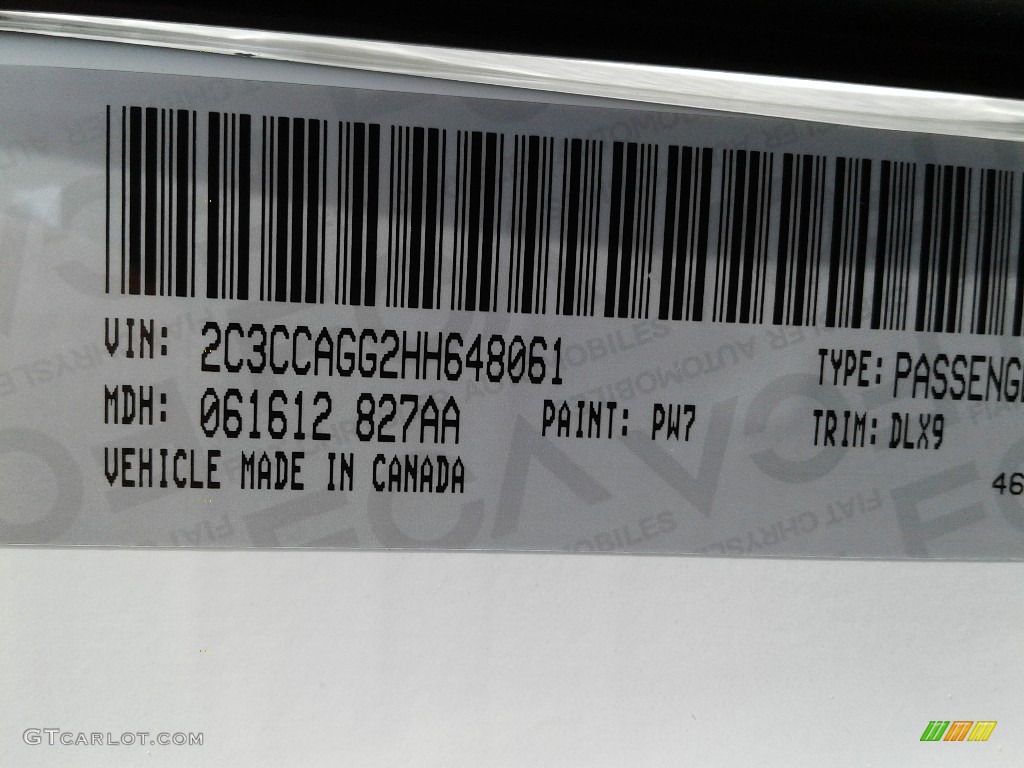 VIN: 2C3CCAGG2HH648061 TYPE: PASSENG
MDH: 061612 827AA PAINT: PW7 TRIM: DLX9
VEHICLE MADE IN CANADA 46
GTCARLOT.COM